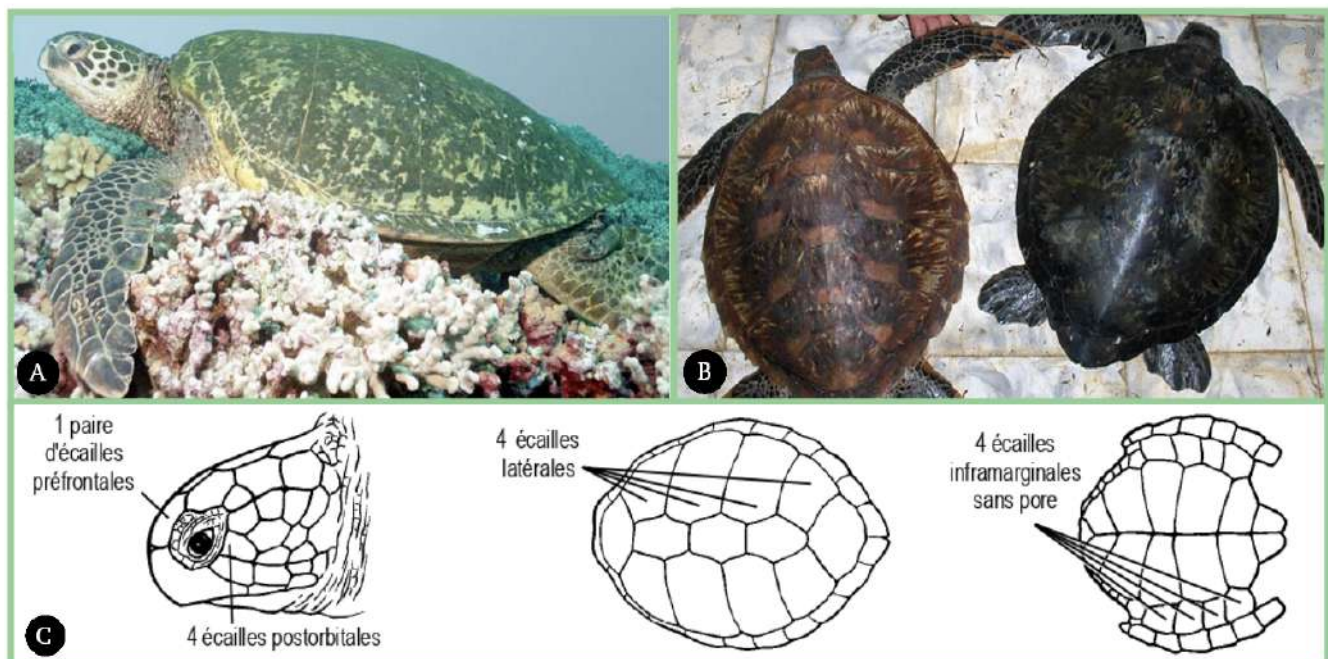 A
B
1 paire
d'écailles
préfrontales
4 écailles postorbitales
4 écailles
latérales
4 écailles
inframarginales
sans pore
C